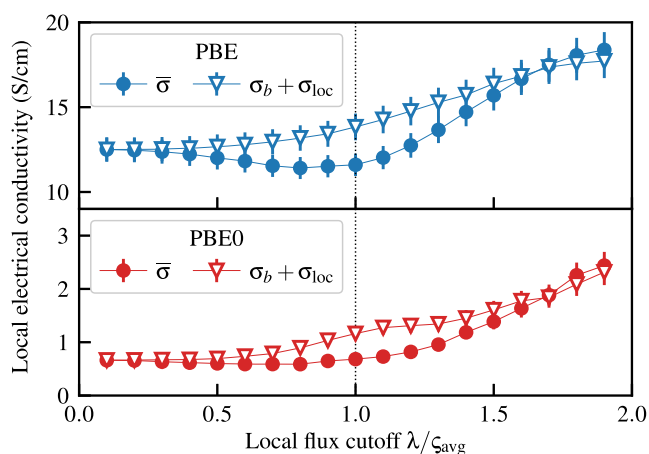 20
PBE
σ̅ σ_b + σ_loc
15
10
Local electrical conductivity (S/cm)
PBE0
σ̅ σ_b + σ_loc
3
2
1
0
0.0 0.5 1.0 1.5 2.0
Local flux cutoff λ/ς_avg